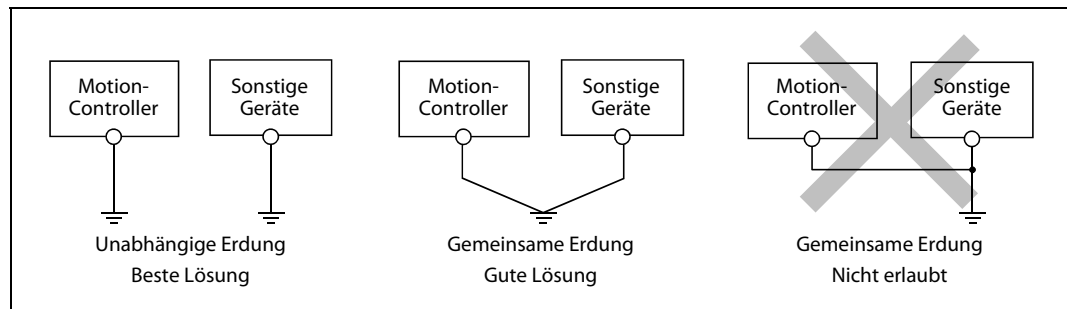 Motion-
Controller
Sonstige
Geräte
Motion-
Controller
Sonstige
Geräte
Motion-
Controller
Sonstige
Geräte
Unabhängige Erdung
Beste Lösung
Gemeinsame Erdung
Gute Lösung
Gemeinsame Erdung
Nicht erlaubt